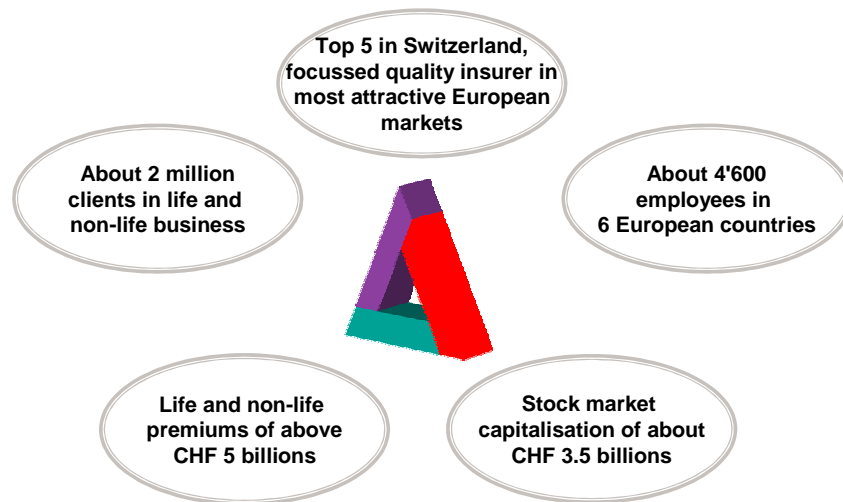 Top 5 in Switzerland,
focussed quality insurer in
most attractive European
markets
About 2 million
clients in life and
non-life business
About 4'600
employees in
6 European countries
Life and non-life
premiums of above
CHF 5 billions
Stock market
capitalisation of about
CHF 3.5 billions